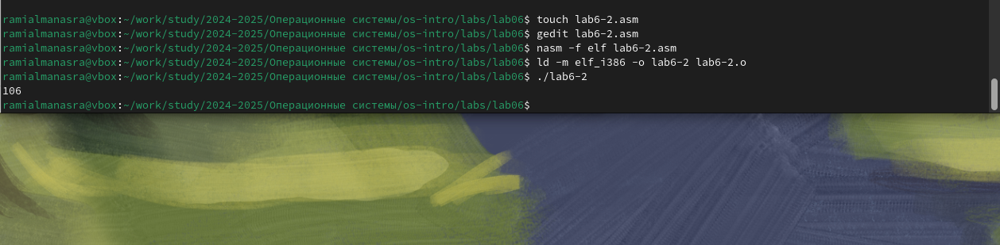 ramialmanasra@vbox:~/work/study/2024-2025/Операционные системы/os-intro/labs/lab06$ touch lab6-2.asm
ramialmanasra@vbox:~/work/study/2024-2025/Операционные системы/os-intro/labs/lab06$ gedit lab6-2.asm
ramialmanasra@vbox:~/work/study/2024-2025/Операционные системы/os-intro/labs/lab06$ nasm -f elf lab6-2.asm
ramialmanasra@vbox:~/work/study/2024-2025/Операционные системы/os-intro/labs/lab06$ ld -m elf_i386 -o lab6-2 lab6-2.o
ramialmanasra@vbox:~/work/study/2024-2025/Операционные системы/os-intro/labs/lab06$ ./lab6-2
106
ramialmanasra@vbox:~/work/study/2024-2025/Операционные системы/os-intro/labs/lab06$